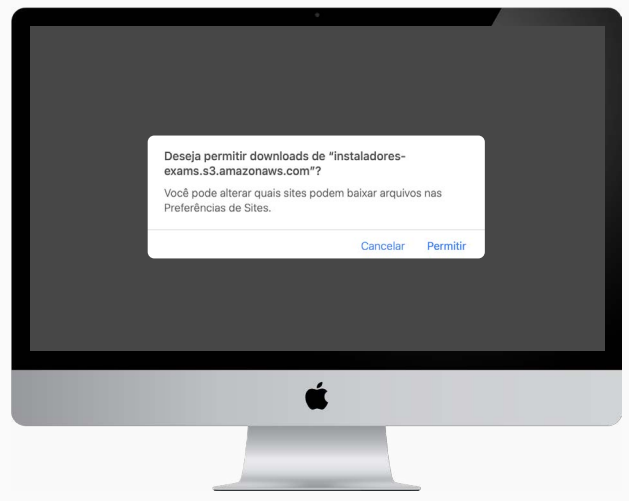 Deseja permitir downloads de “instaladores-
exams.s3.amazonaws.com”?
Você pode alterar quais sites podem baixar arquivos nas
Preferências de Sites.
Cancelar Permitir